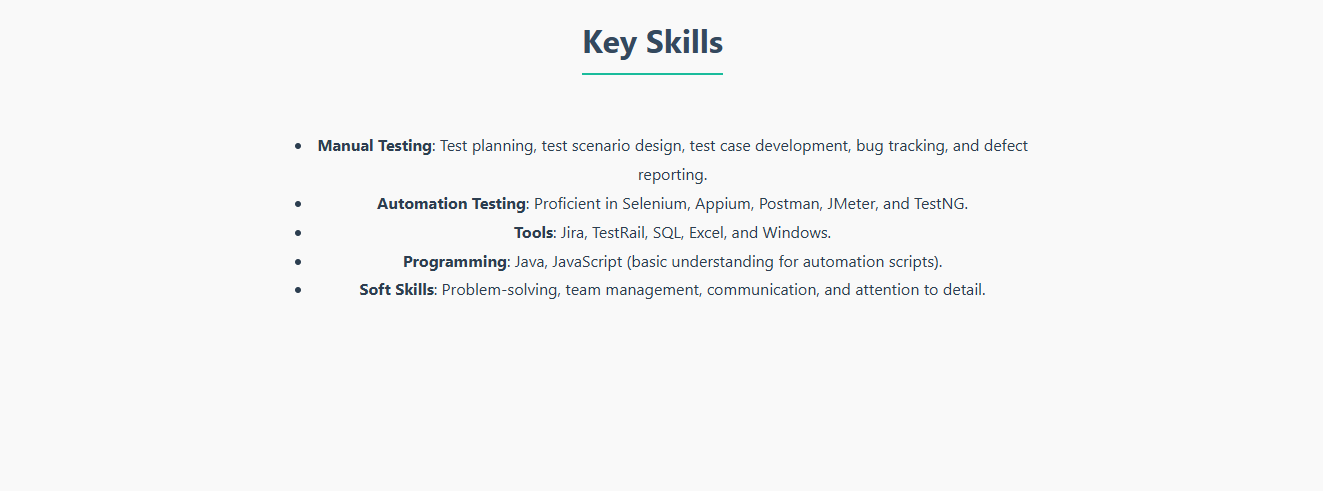 Key Skills
• Manual Testing: Test planning, test scenario design, test case development, bug tracking, and defect
reporting.
• Automation Testing: Proficient in Selenium, Appium, Postman, JMeter, and TestNG.
• Tools: Jira, TestRail, SQL, Excel, and Windows.
• Programming: Java, JavaScript (basic understanding for automation scripts).
• Soft Skills: Problem-solving, team management, communication, and attention to detail.